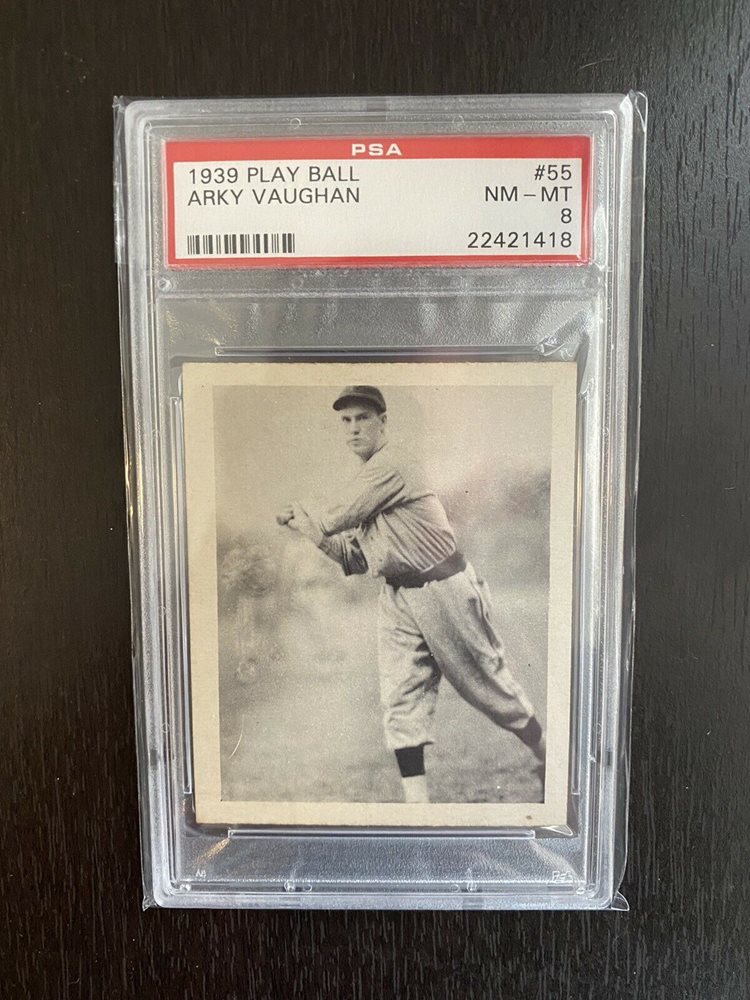 PSA
1939 PLAY BALL #55
ARKY VAUGHAN NM-MT
8
22421418